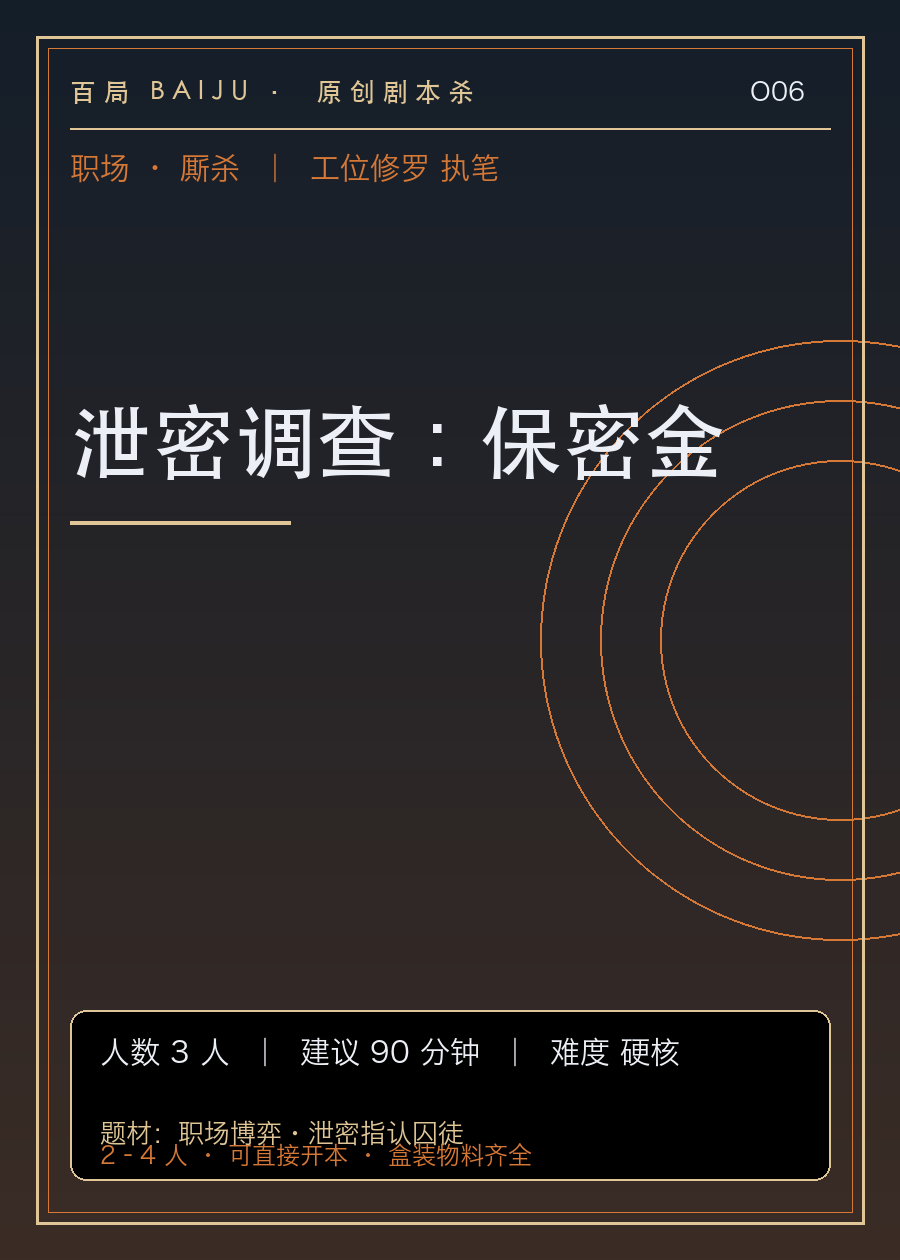 百局 BAIJU · 原创剧本杀 006
职场 · 厮杀 | 工位修罗 执笔
泄密调查：保密金
人数 3 人 | 建议 90 分钟 | 难度 硬核
题材：职场博弈·泄密指认囚徒
2-4 人 · 可直接开本 · 盒装物料齐全